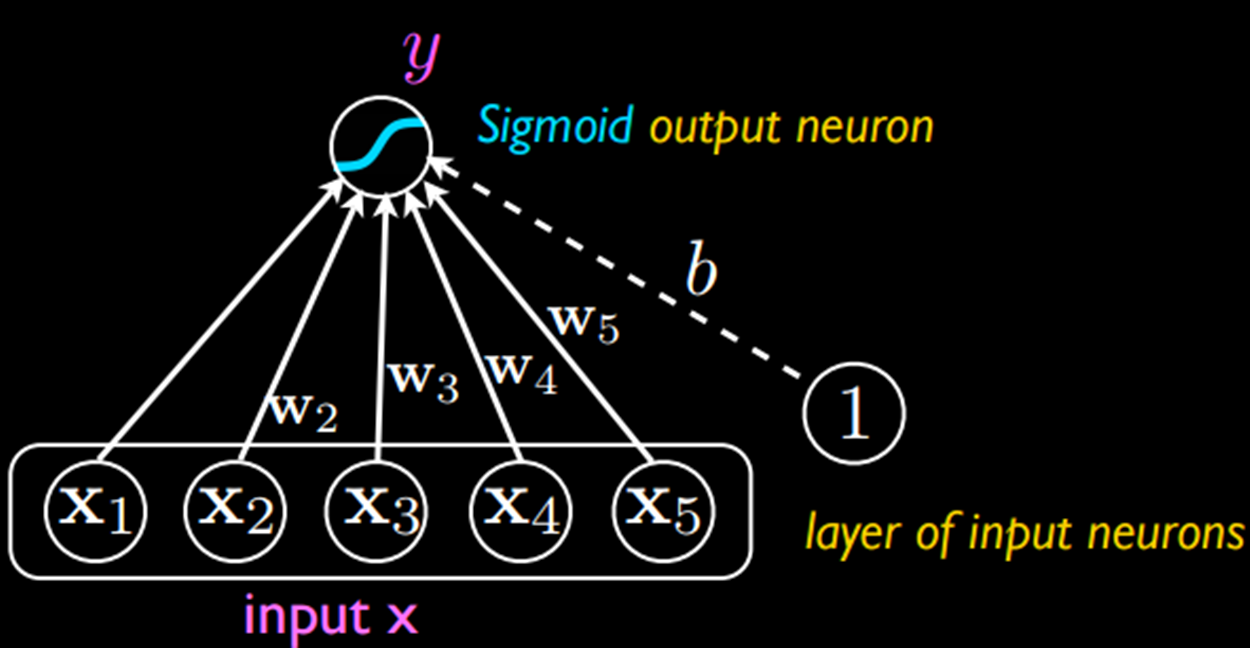 y
Sigmoid output neuron
b
w5
w3
w4
w2
1
x1
x2
x3
x4
x5
layer of input neurons
input x